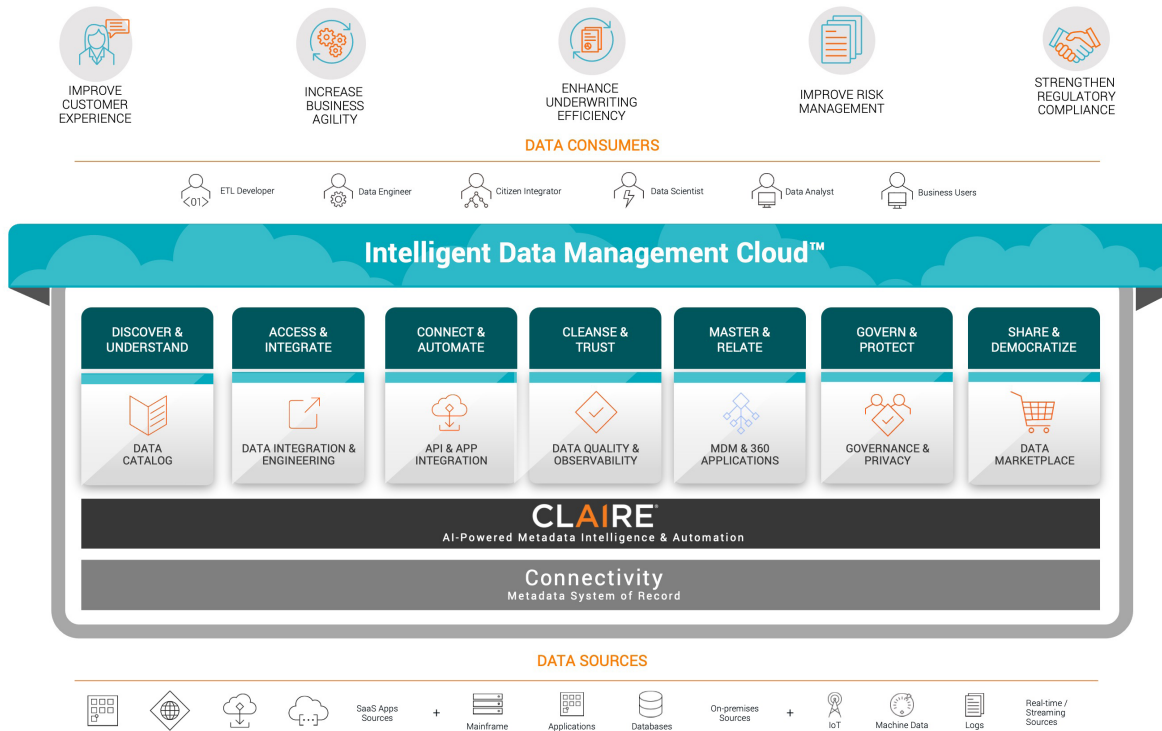 IMPROVE
CUSTOMER
EXPERIENCE
INCREASE
BUSINESS
AGILITY
ENHANCE
UNDERWRITING
EFFICIENCY
IMPROVE RISK
MANAGEMENT
STRENGTHEN
REGULATORY
COMPLIANCE
DATA CONSUMERS
<01>
ETL Developer
Data Engineer
Citizen Integrator
Data Scientist
Data Analyst
Business Users
Intelligent Data Management Cloud™
DISCOVER &
UNDERSTAND
ACCESS &
INTEGRATE
CONNECT &
AUTOMATE
CLEANSE &
TRUST
MASTER &
RELATE
GOVERN &
PROTECT
SHARE &
DEMOCRATIZE
DATA
CATALOG
DATA INTEGRATION &
ENGINEERING
API & APP
INTEGRATION
DATA QUALITY &
OBSERVABILITY
MDM & 360
APPLICATIONS
GOVERNANCE &
PRIVACY
DATA
MARKETPLACE
CLAIRE®
AI-Powered Metadata Intelligence & Automation
Connectivity
Metadata System of Record
DATA SOURCES
SaaS Apps
Sources
+
Mainframe
Applications
Databases
On-premises
Sources
+
IoT
Machine Data
Logs
Real-time /
Streaming
Sources